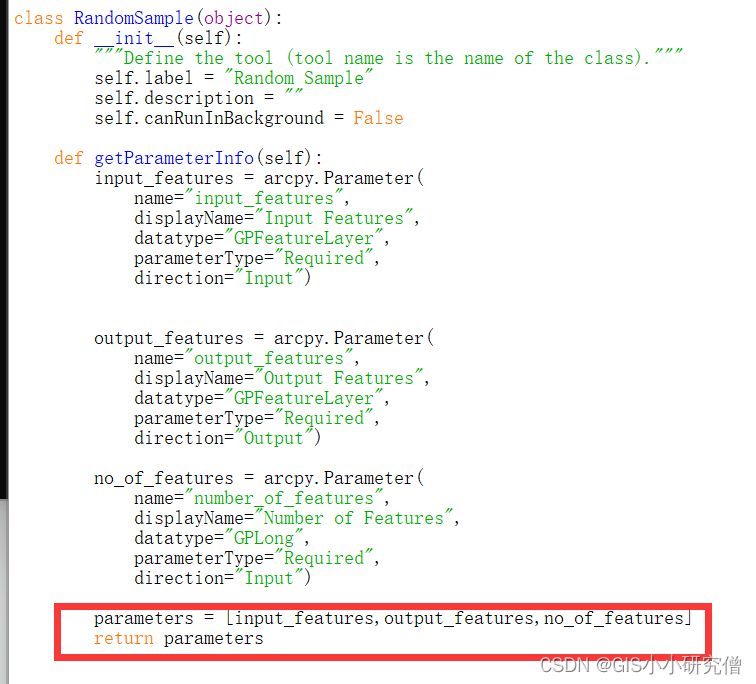 class RandomSample(object):
    def __init__(self):
        """Define the tool (tool name is the name of the class)."""
        self.label = "Random Sample"
        self.description = ""
        self.canRunInBackground = False
    def getParameterInfo(self):
        input_features = arcpy.Parameter(
            name="input_features",
            displayName="Input Features",
            datatype="GPFeatureLayer",
            parameterType="Required",
            direction="Input")
        output_features = arcpy.Parameter(
            name="output_features",
            displayName="Output Features",
            datatype="GPFeatureLayer",
            parameterType="Required",
            direction="Output")
        no_of_features = arcpy.Parameter(
            name="number_of_features",
            displayName="Number of Features",
            datatype="GPLong",
            parameterType="Required",
            direction="Input")
        parameters = [input_features,output_features,no_of_features]
        return parameters
CSDN @GIS小小研究僧